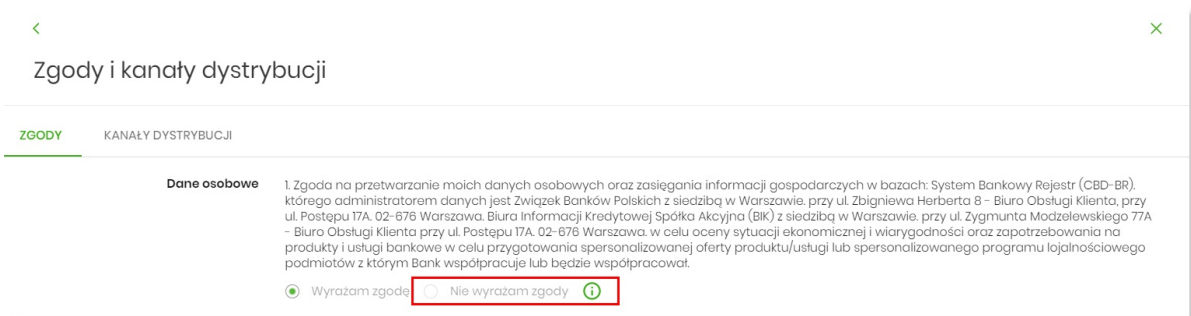 Zgody i kanały dystrybucji
ZGODY KANAŁY DYSTRYBUCJI
Dane osobowe 1. Zgoda na przetwarzanie moich danych osobowych oraz zasięgania informacji gospodarczych w bazach: System Bankowy Rejestr (CBD-BR).
którego administratorem danych jest Związek Banków Polskich z siedzibą w Warszawie. przy ul. Zbigniewa Herberta 8 - Biuro Obsługi Klienta, przy
ul. Postępu 17A. 02-676 Warszawa. Biura Informacji Kredytowej Spółka Akcyjna (BIK) z siedzibą w Warszawie. przy ul. Zygmunta Modzelewskiego 77A
- Biuro Obsługi Klienta przy ul. Postępu 17A. 02-676 Warszawa. w celu oceny sytuacji ekonomicznej i wiarygodności oraz zapotrzebowania na
produkty i usługi bankowe w celu przygotowania spersonalizowanej oferty produktu/usługi lub spersonalizowanego programu lojalnościowego
podmiotów z którym Bank współpracuje lub będzie współpracował.
Wyrażam zgodę Nie wyrażam zgody